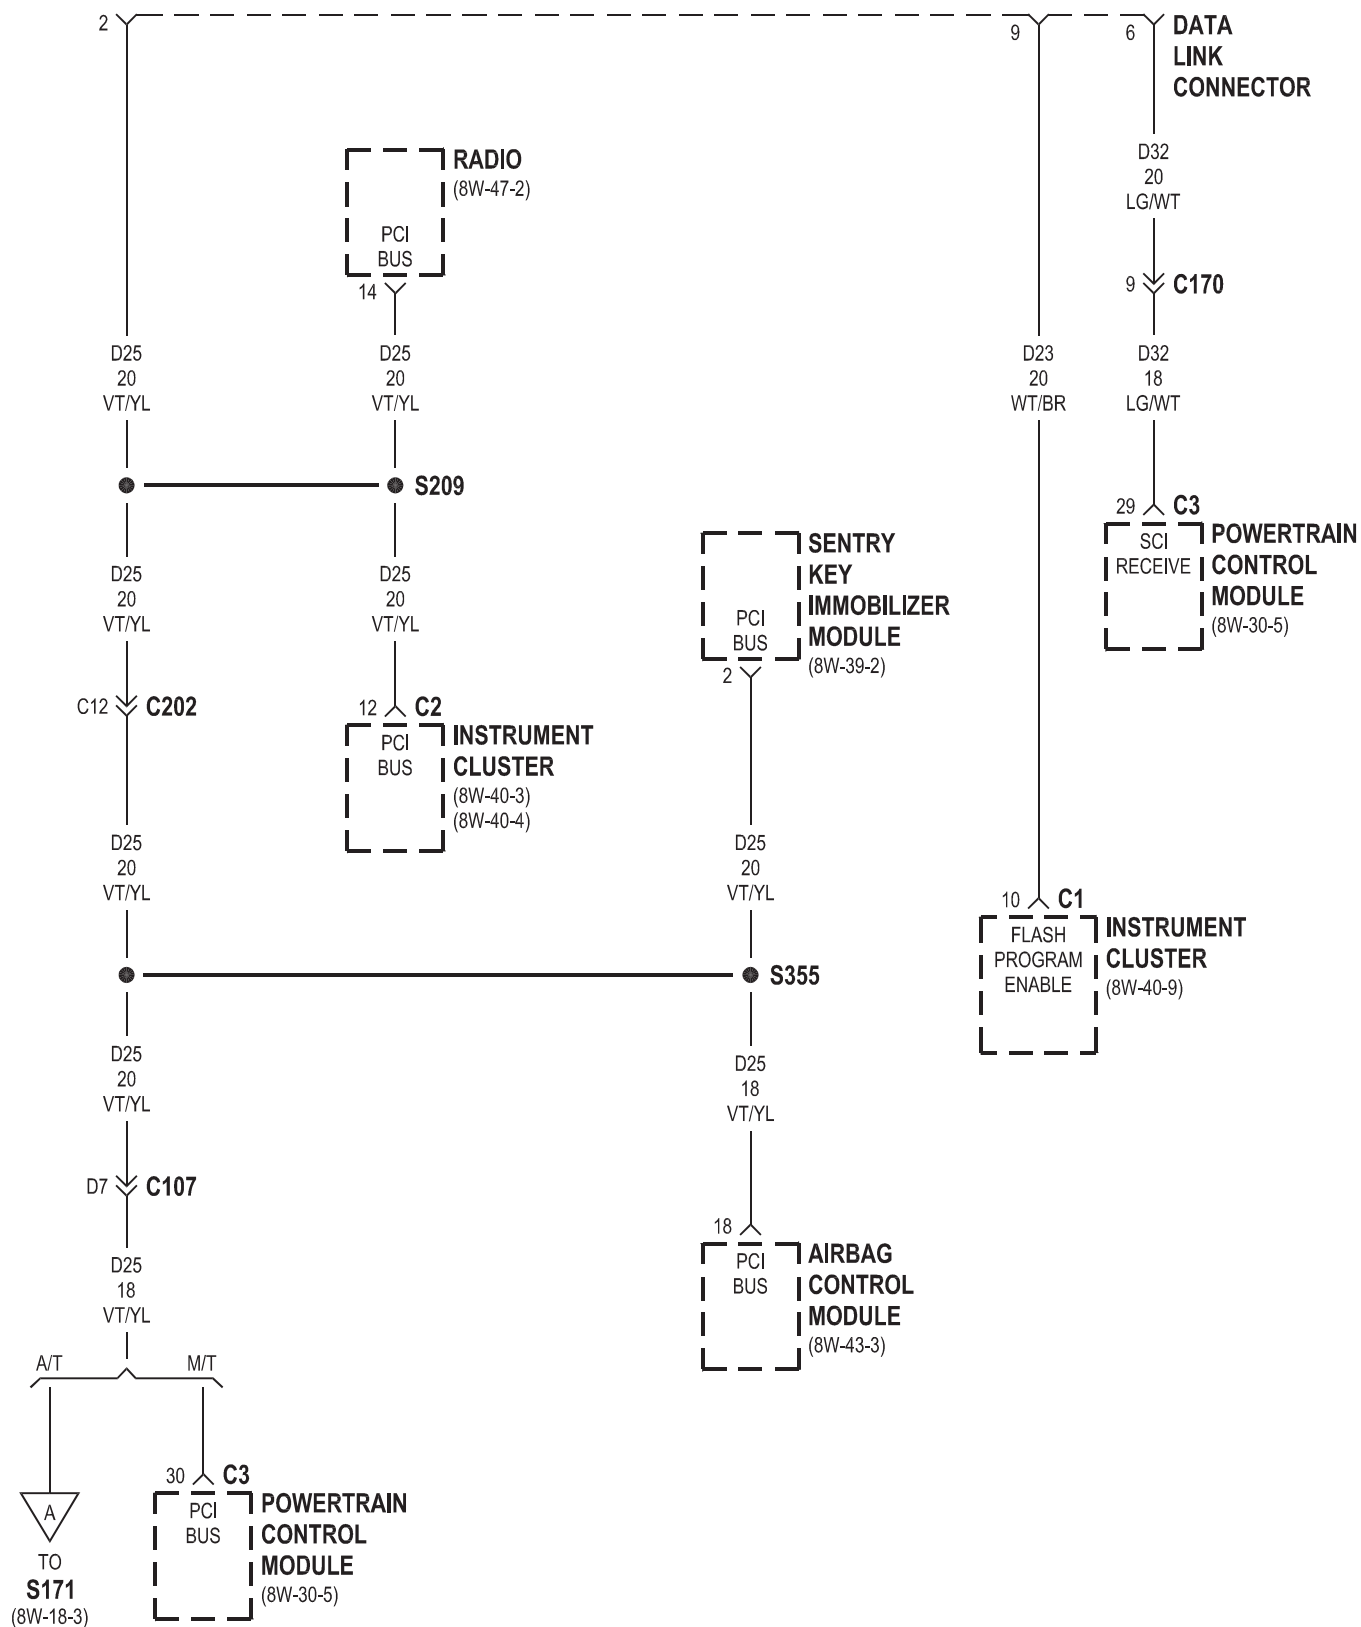 2
9
6
DATA
LINK
CONNECTOR
D32
20
LG/WT
RADIO
(8W-47-2)
PCI
BUS
14
9
C170
D25
20
VT/YL
D25
20
VT/YL
D23
20
WT/BR
D32
18
LG/WT
S209
29
C3
SCI
RECEIVE
POWERTRAIN
CONTROL
MODULE
(8W-30-5)
SENTRY
KEY
IMMOBILIZER
MODULE
(8W-39-2)
PCI
BUS
2
D25
20
VT/YL
D25
20
VT/YL
C12
C202
12
C2
PCI
BUS
INSTRUMENT
CLUSTER
(8W-40-3)
(8W-40-4)
D25
20
VT/YL
D25
20
VT/YL
10
C1
FLASH
PROGRAM
ENABLE
INSTRUMENT
CLUSTER
(8W-40-9)
S355
D25
20
VT/YL
D25
18
VT/YL
D7
C107
18
PCI
BUS
AIRBAG
CONTROL
MODULE
(8W-43-3)
D25
18
VT/YL
A/T
M/T
30
C3
PCI
BUS
POWERTRAIN
CONTROL
MODULE
(8W-30-5)
A
TO
S171
(8W-18-3)